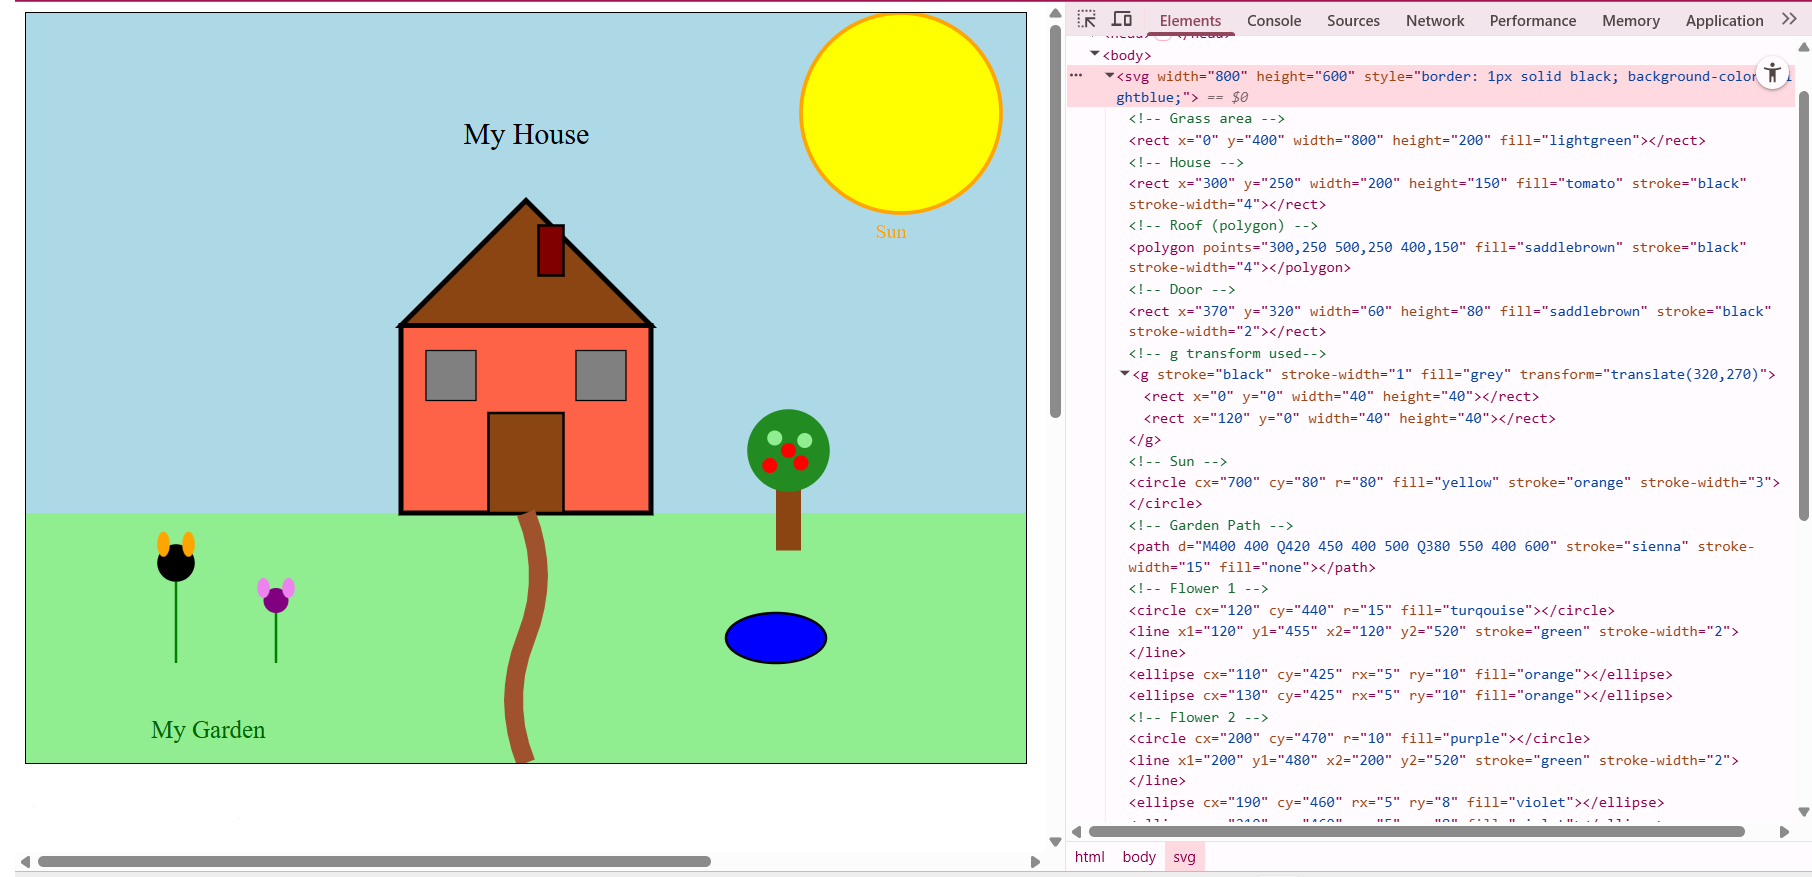 My House
Sun
My Garden
Elements Console Sources Network Performance Memory Application
<body>
<svg width="800" height="600" style="border: 1px solid black; background-color
ghtblue;"> == $0
<!-- Grass area -->
<rect x="0" y="400" width="800" height="200" fill="lightgreen"></rect>
<!-- House -->
<rect x="300" y="250" width="200" height="150" fill="tomato" stroke="black"
stroke-width="4"></rect>
<!-- Roof (polygon) -->
<polygon points="300,250 500,250 400,150" fill="saddlebrown" stroke="black"
stroke-width="4"></polygon>
<!-- Door -->
<rect x="370" y="320" width="60" height="80" fill="saddlebrown" stroke="black"
stroke-width="2"></rect>
<!-- g transform used-->
<g stroke="black" stroke-width="1" fill="grey" transform="translate(320,270)">
<rect x="0" y="0" width="40" height="40"></rect>
<rect x="120" y="0" width="40" height="40"></rect>
</g>
<!-- Sun -->
<circle cx="700" cy="80" r="80" fill="yellow" stroke="orange" stroke-width="3">
</circle>
<!-- Garden Path -->
<path d="M400 400 Q420 450 400 500 Q380 550 400 600" stroke="sienna" stroke-
width="15" fill="none"></path>
<!-- Flower 1 -->
<circle cx="120" cy="440" r="15" fill="turqouise"></circle>
<line x1="120" y1="455" x2="120" y2="520" stroke="green" stroke-width="2">
</line>
<ellipse cx="110" cy="425" rx="5" ry="10" fill="orange"></ellipse>
<ellipse cx="130" cy="425" rx="5" ry="10" fill="orange"></ellipse>
<!-- Flower 2 -->
<circle cx="200" cy="470" r="10" fill="purple"></circle>
<line x1="200" y1="480" x2="200" y2="520" stroke="green" stroke-width="2">
</line>
<ellipse cx="190" cy="460" rx="5" ry="8" fill="violet"></ellipse>
html body svg